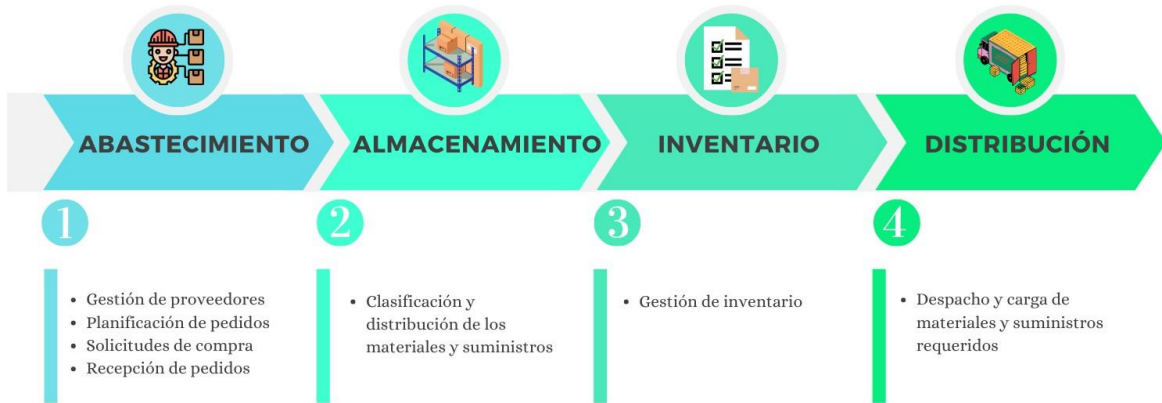 ABASTECIMIENTO
ALMACENAMIENTO
INVENTARIO
DISTRIBUCIÓN
1
2
3
4
• Gestión de proveedores
• Planificación de pedidos
• Solicitudes de compra
• Recepción de pedidos
• Clasificación y
distribución de los
materiales y suministros
• Gestión de inventario
• Despacho y carga de
materiales y suministros
requeridos